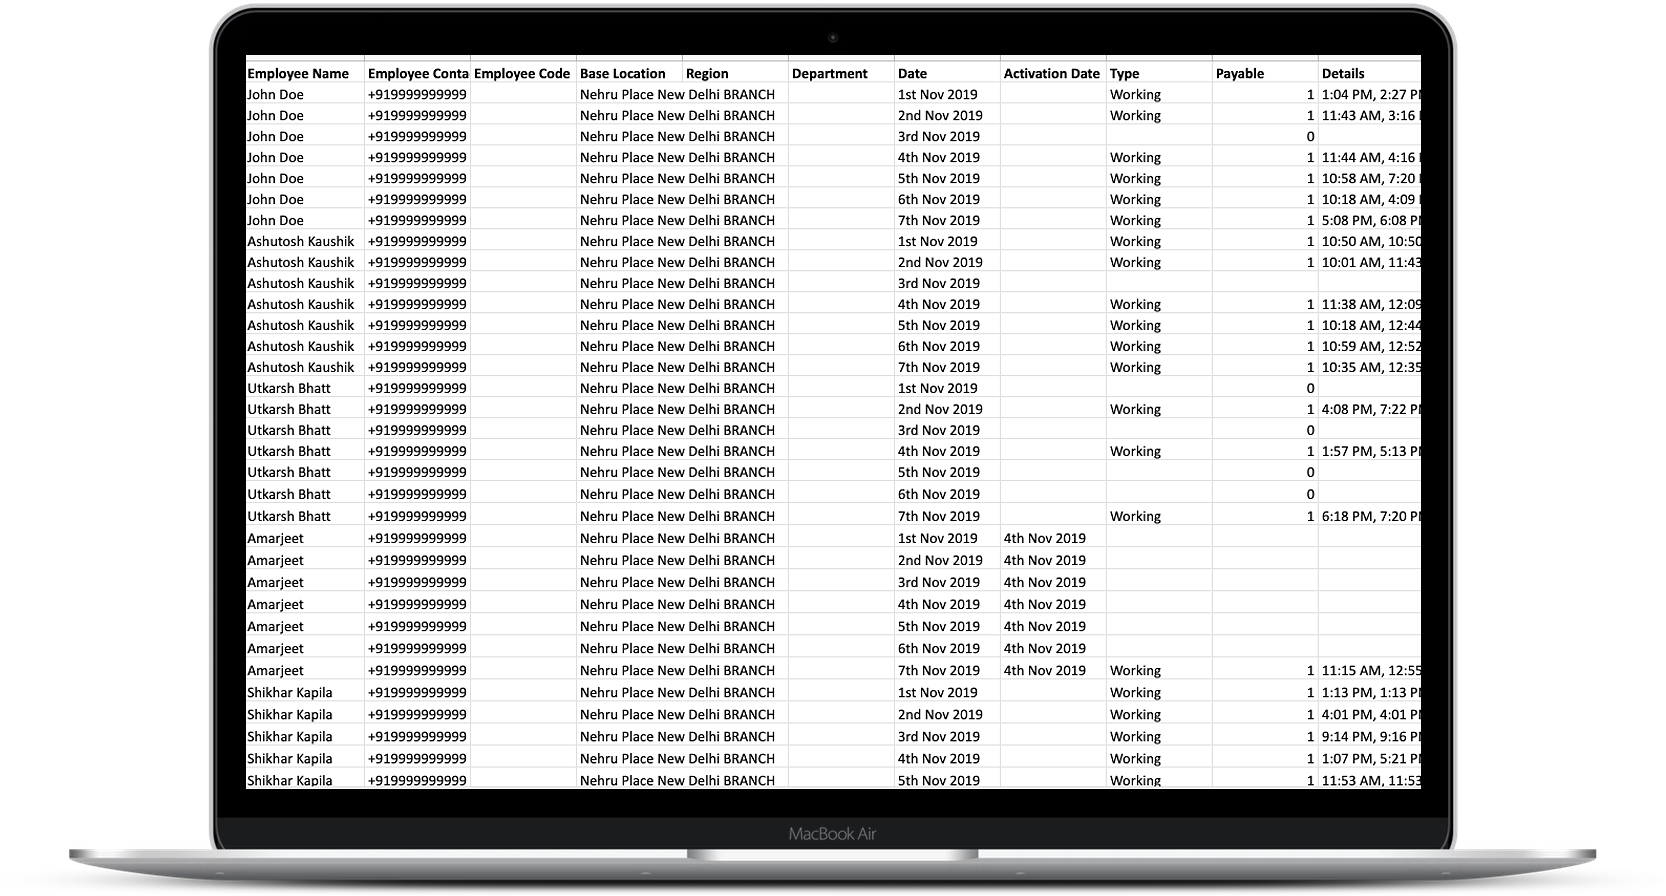 Employee Name Employee Conta Employee Code Base Location Region Department Date Activation Date Type Payable Details
John Doe +919999999999 Nehru Place New Delhi BRANCH 1st Nov 2019 Working 1 1:04 PM, 2:27 PM
John Doe +919999999999 Nehru Place New Delhi BRANCH 2nd Nov 2019 Working 1 11:43 AM, 3:16
John Doe +919999999999 Nehru Place New Delhi BRANCH 3rd Nov 2019 0
John Doe +919999999999 Nehru Place New Delhi BRANCH 4th Nov 2019 Working 1 11:44 AM, 4:16
John Doe +919999999999 Nehru Place New Delhi BRANCH 5th Nov 2019 Working 1 10:58 AM, 7:20
John Doe +919999999999 Nehru Place New Delhi BRANCH 6th Nov 2019 Working 1 10:18 AM, 4:09
John Doe +919999999999 Nehru Place New Delhi BRANCH 7th Nov 2019 Working 1 5:08 PM, 6:08 PM
Ashutosh Kaushik +919999999999 Nehru Place New Delhi BRANCH 1st Nov 2019 Working 1 10:50 AM, 10:50
Ashutosh Kaushik +919999999999 Nehru Place New Delhi BRANCH 2nd Nov 2019 Working 1 10:01 AM, 11:43
Ashutosh Kaushik +919999999999 Nehru Place New Delhi BRANCH 3rd Nov 2019
Ashutosh Kaushik +919999999999 Nehru Place New Delhi BRANCH 4th Nov 2019 Working 1 11:38 AM, 12:09
Ashutosh Kaushik +919999999999 Nehru Place New Delhi BRANCH 5th Nov 2019 Working 1 10:18 AM, 12:44
Ashutosh Kaushik +919999999999 Nehru Place New Delhi BRANCH 6th Nov 2019 Working 1 10:59 AM, 12:52
Ashutosh Kaushik +919999999999 Nehru Place New Delhi BRANCH 7th Nov 2019 Working 1 10:35 AM, 12:35
Utkarsh Bhatt +919999999999 Nehru Place New Delhi BRANCH 1st Nov 2019 0
Utkarsh Bhatt +919999999999 Nehru Place New Delhi BRANCH 2nd Nov 2019 Working 1 4:08 PM, 7:22 PM
Utkarsh Bhatt +919999999999 Nehru Place New Delhi BRANCH 3rd Nov 2019 0
Utkarsh Bhatt +919999999999 Nehru Place New Delhi BRANCH 4th Nov 2019 Working 1 1:57 PM, 5:13 PM
Utkarsh Bhatt +919999999999 Nehru Place New Delhi BRANCH 5th Nov 2019 0
Utkarsh Bhatt +919999999999 Nehru Place New Delhi BRANCH 6th Nov 2019 0
Utkarsh Bhatt +919999999999 Nehru Place New Delhi BRANCH 7th Nov 2019 Working 1 6:18 PM, 7:20 PM
Amarjeet +919999999999 Nehru Place New Delhi BRANCH 1st Nov 2019 4th Nov 2019
Amarjeet +919999999999 Nehru Place New Delhi BRANCH 2nd Nov 2019 4th Nov 2019
Amarjeet +919999999999 Nehru Place New Delhi BRANCH 3rd Nov 2019 4th Nov 2019
Amarjeet +919999999999 Nehru Place New Delhi BRANCH 4th Nov 2019 4th Nov 2019
Amarjeet +919999999999 Nehru Place New Delhi BRANCH 5th Nov 2019 4th Nov 2019
Amarjeet +919999999999 Nehru Place New Delhi BRANCH 6th Nov 2019 4th Nov 2019
Amarjeet +919999999999 Nehru Place New Delhi BRANCH 7th Nov 2019 4th Nov 2019 Working 1 11:15 AM, 12:55
Shikhar Kapila +919999999999 Nehru Place New Delhi BRANCH 1st Nov 2019 Working 1 1:13 PM, 1:13 PM
Shikhar Kapila +919999999999 Nehru Place New Delhi BRANCH 2nd Nov 2019 Working 1 4:01 PM, 4:01 PM
Shikhar Kapila +919999999999 Nehru Place New Delhi BRANCH 3rd Nov 2019 Working 1 9:14 PM, 9:16 PM
Shikhar Kapila +919999999999 Nehru Place New Delhi BRANCH 4th Nov 2019 Working 1 1:07 PM, 5:21 PM
Shikhar Kapila +919999999999 Nehru Place New Delhi BRANCH 5th Nov 2019 Working 1 11:53 AM, 11:53
MacBook Air